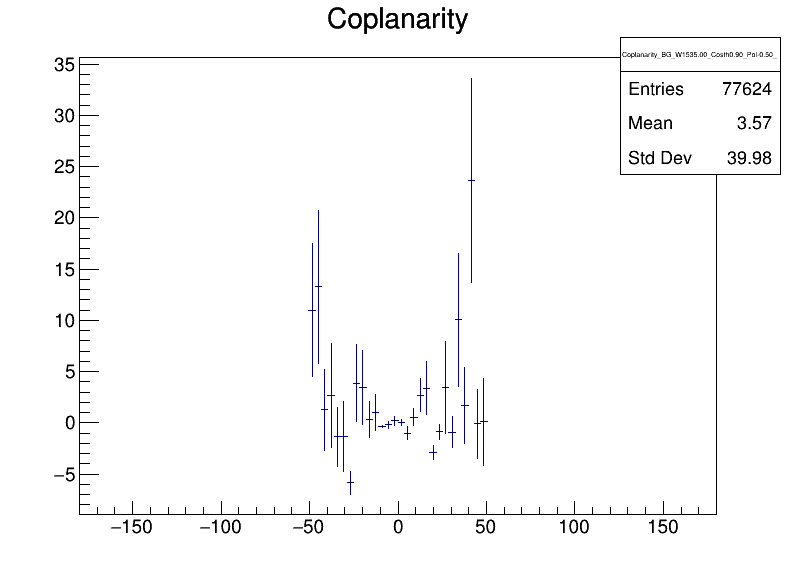 Coplanarity
Coplanarity_BG_W1535.00_Costh0.90_Pol-0.50_
Entries 77624
Mean 3.57
Std Dev 39.98
35
30
25
20
15
10
5
0
−5
−150 −100 −50 0 50 100 150